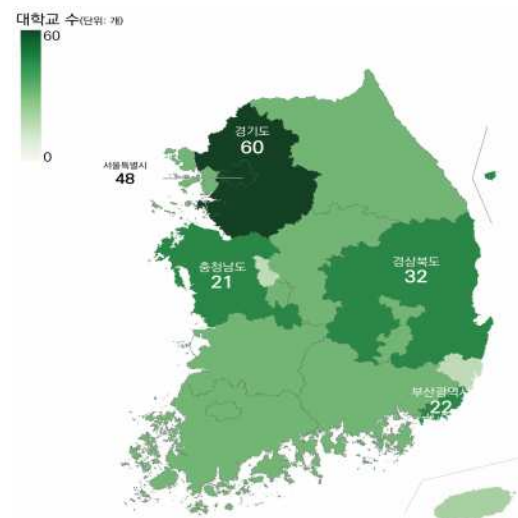 대학교 수(단위: 개)
60
0
경기도
60
서울특별시
48
충청남도
21
경상북도
32
부산광역시
22